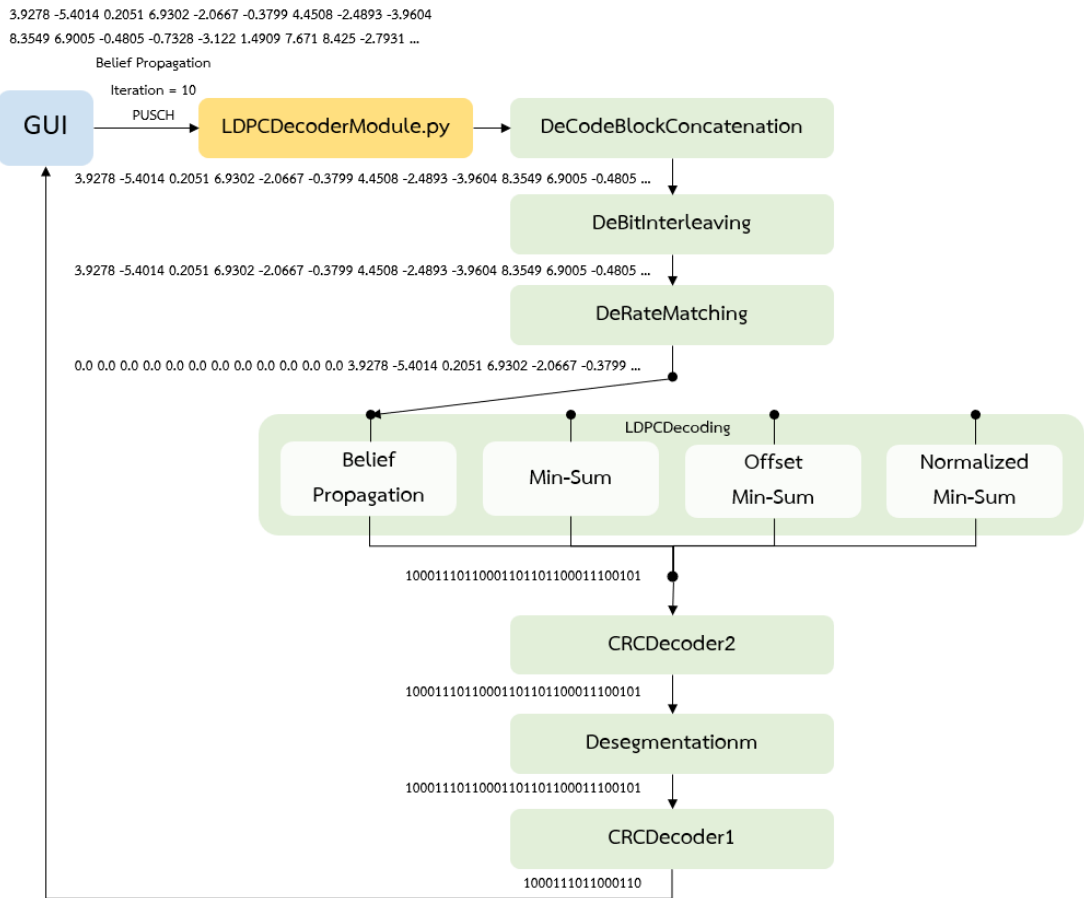 3.9278 -5.4014 0.2051 6.9302 -2.0667 -0.3799 4.4508 -2.4893 -3.9604
8.3549 6.9005 -0.4805 -0.7328 -3.122 1.4909 7.671 8.425 -2.7931 ...
Belief Propagation
Iteration = 10
PUSCH
GUI
LDPCDecoderModule.py
DeCodeBlockConcatenation
3.9278 -5.4014 0.2051 6.9302 -2.0667 -0.3799 4.4508 -2.4893 -3.9604 8.3549 6.9005 -0.4805 ...
DeBitInterleaving
3.9278 -5.4014 0.2051 6.9302 -2.0667 -0.3799 4.4508 -2.4893 -3.9604 8.3549 6.9005 -0.4805 ...
DeRateMatching
0.0 0.0 0.0 0.0 0.0 0.0 0.0 0.0 0.0 0.0 0.0 0.0 3.9278 -5.4014 0.2051 6.9302 -2.0667 -0.3799 ...
LDPCDecoding
Belief
Propagation
Min-Sum
Offset
Min-Sum
Normalized
Min-Sum
10001110110001101101100011100101
CRCDecoder2
10001110110001101101100011100101
Desegmentationm
10001110110001101101100011100101
CRCDecoder1
1000111011000110